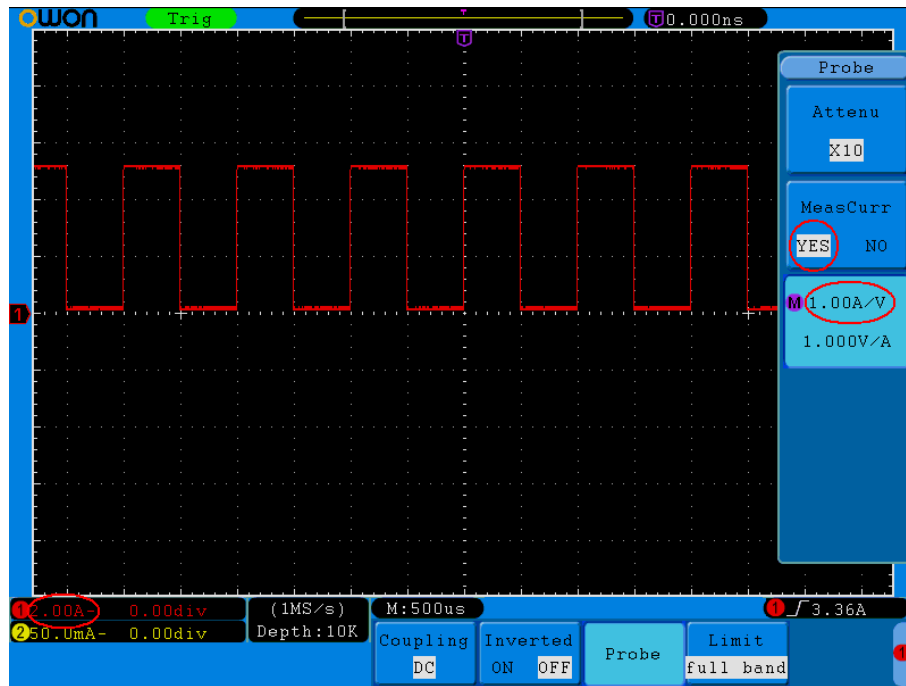 owon Trig T T 0.000ns
T
Probe
Attenu
X10
MeasCurr
YES NO
M 1.00A/V
1.000V/A
1
1 2.00A- 0.00div (1MS/s) M:500us 1 3.36A
2 50.0mA- 0.00div Depth:10K
Coupling Inverted Probe Limit
DC ON OFF full band
1